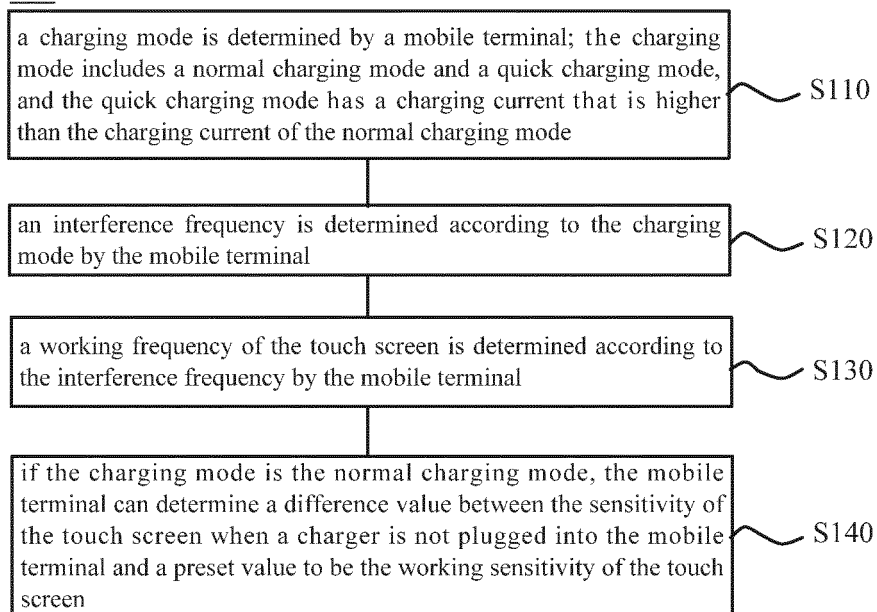 a charging mode is determined by a mobile terminal; the charging
mode includes a normal charging mode and a quick charging mode,
and the quick charging mode has a charging current that is higher
than the charging current of the normal charging mode
S110
an interference frequency is determined according to the charging
mode by the mobile terminal
S120
a working frequency of the touch screen is determined according to
the interference frequency by the mobile terminal
S130
if the charging mode is the normal charging mode, the mobile
terminal can determine a difference value between the sensitivity of
the touch screen when a charger is not plugged into the mobile
terminal and a preset value to be the working sensitivity of the touch
screen
S140